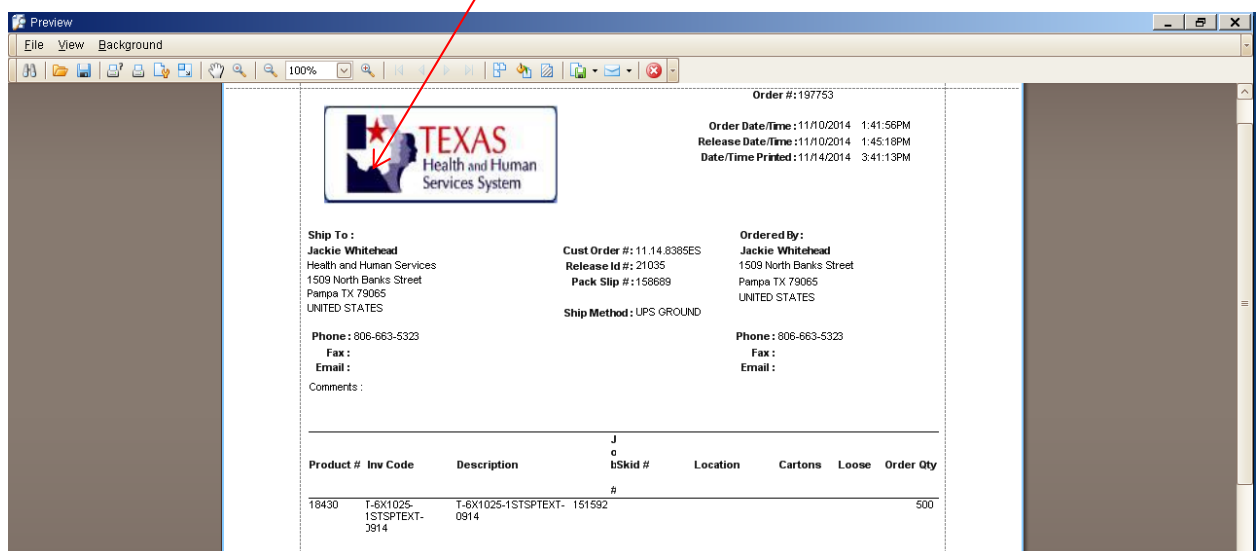 Preview
File View Background
100%
Order #: 197753
Order Date/Time : 11/10/2014 1:41:56PM
Release Date/Time : 11/10/2014 1:45:18PM
Date/Time Printed : 11/14/2014 3:41:13PM
TEXAS
Health and Human
Services System
Ship To :
Jackie Whitehead
Health and Human Services
1509 North Banks Street
Pampa TX 79065
UNITED STATES
Phone : 806-663-5323
Fax :
Email :
Comments :
Cust Order #: 11.14.8385ES
Release Id #: 21035
Pack Slip # : 158689
Ship Method : UPS GROUND
Ordered By :
Jackie Whitehead
1509 North Banks Street
Pampa TX 79065
UNITED STATES
Phone : 806-663-5323
Fax :
Email :
Product # Inv Code Description Job # Skid # Location Cartons Loose Order Qty
18430 T-6X1025- T-6X1025-1STSPTEXT- 151592 500
1STSPTEXT- 0914
0914